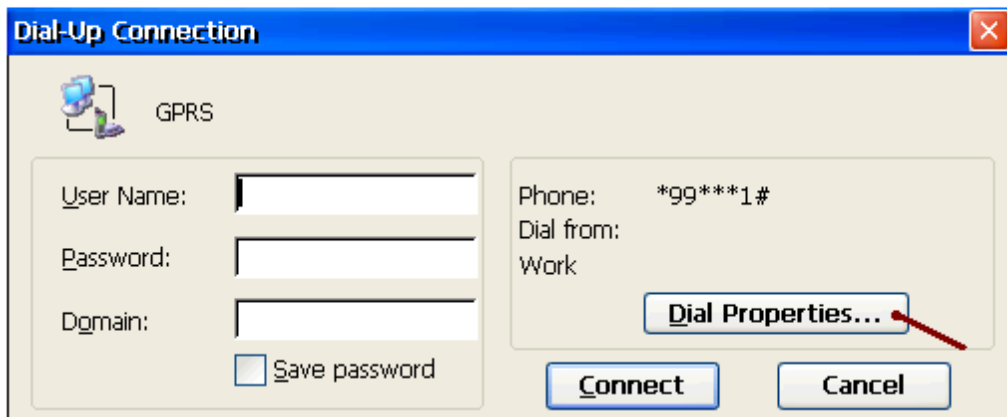 Dial-Up Connection
GPRS
User Name:
Password:
Domain:
Save password
Phone: *99***1#
Dial from:
Work
Dial Properties...
Connect Cancel